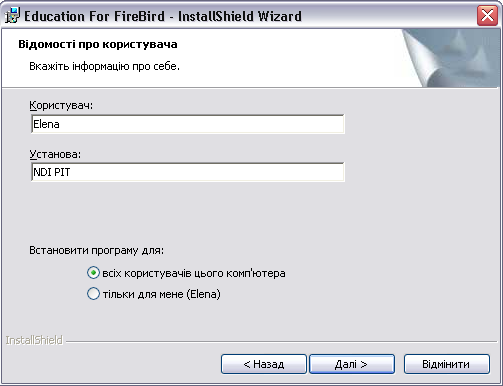 Education For FireBird - InstallShield Wizard
Відомості про користувача
Вкажіть інформацію про себе.
Користувач:
Elena
Установа:
NDI PIT
Встановити програму для:
всіх користувачів цього комп'ютера
тільки для мене (Elena)
InstallShield
< Назад
Далі >
Відмінити